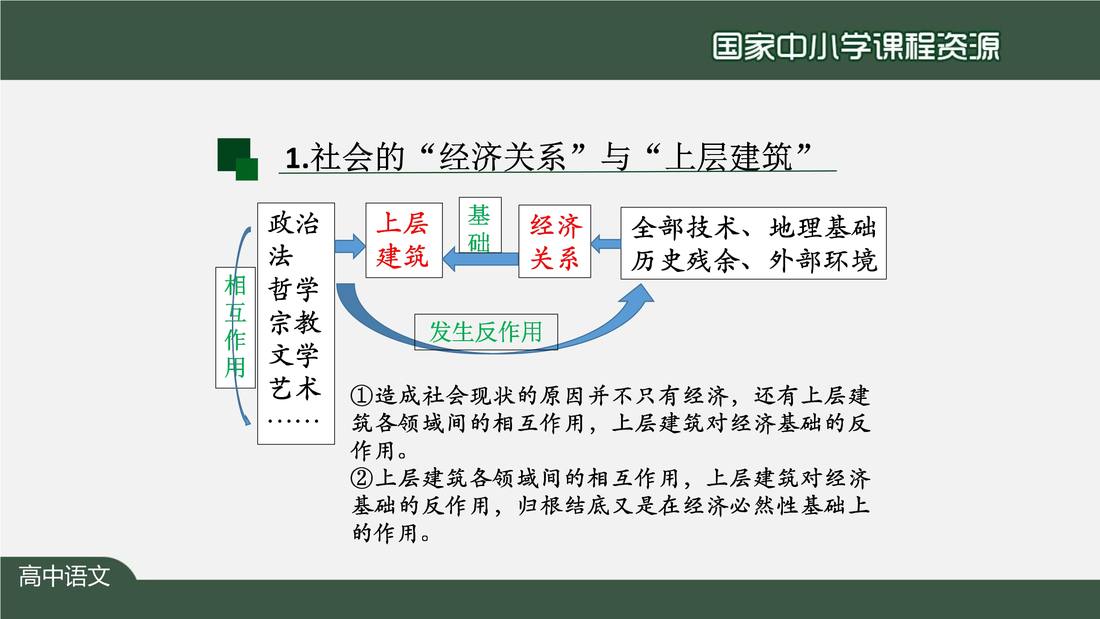 国家中小学课程资源
1.社会的“经济关系”与“上层建筑”
相
互
作
用
政治
法
哲学
宗教
文学
艺术
……
上层
建筑
基
础
经济
关系
全部技术、地理基础
历史残余、外部环境
发生反作用
①造成社会现状的原因并不只有经济，还有上层建
筑各领域间的相互作用，上层建筑对经济基础的反
作用。
②上层建筑各领域间的相互作用，上层建筑对经济
基础的反作用，归根结底又是在经济必然性基础上
的作用。
高中语文